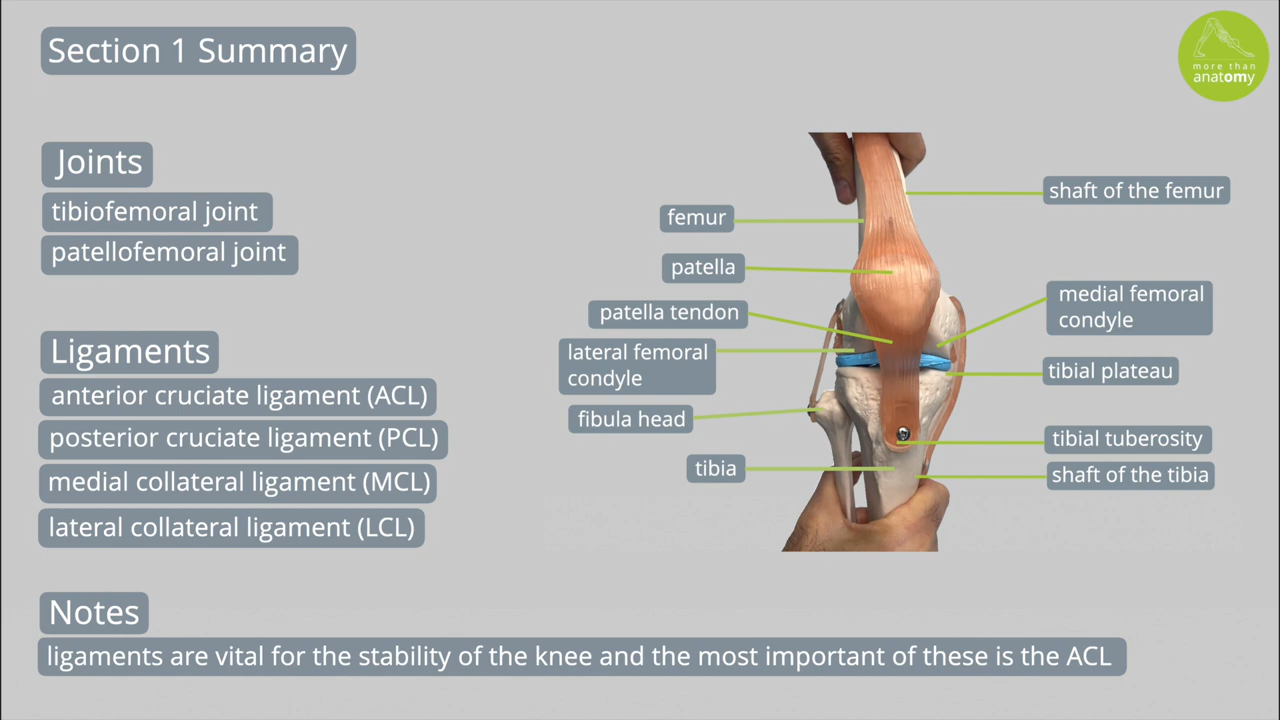 Section 1 Summary
more than
anatomy
Joints
tibiofemoral joint
patellofemoral joint
Ligaments
anterior cruciate ligament (ACL)
posterior cruciate ligament (PCL)
medial collateral ligament (MCL)
lateral collateral ligament (LCL)
femur
patella
patella tendon
lateral femoral
condyle
fibula head
tibia
shaft of the femur
medial femoral
condyle
tibial plateau
tibial tuberosity
shaft of the tibia
Notes
ligaments are vital for the stability of the knee and the most important of these is the ACL